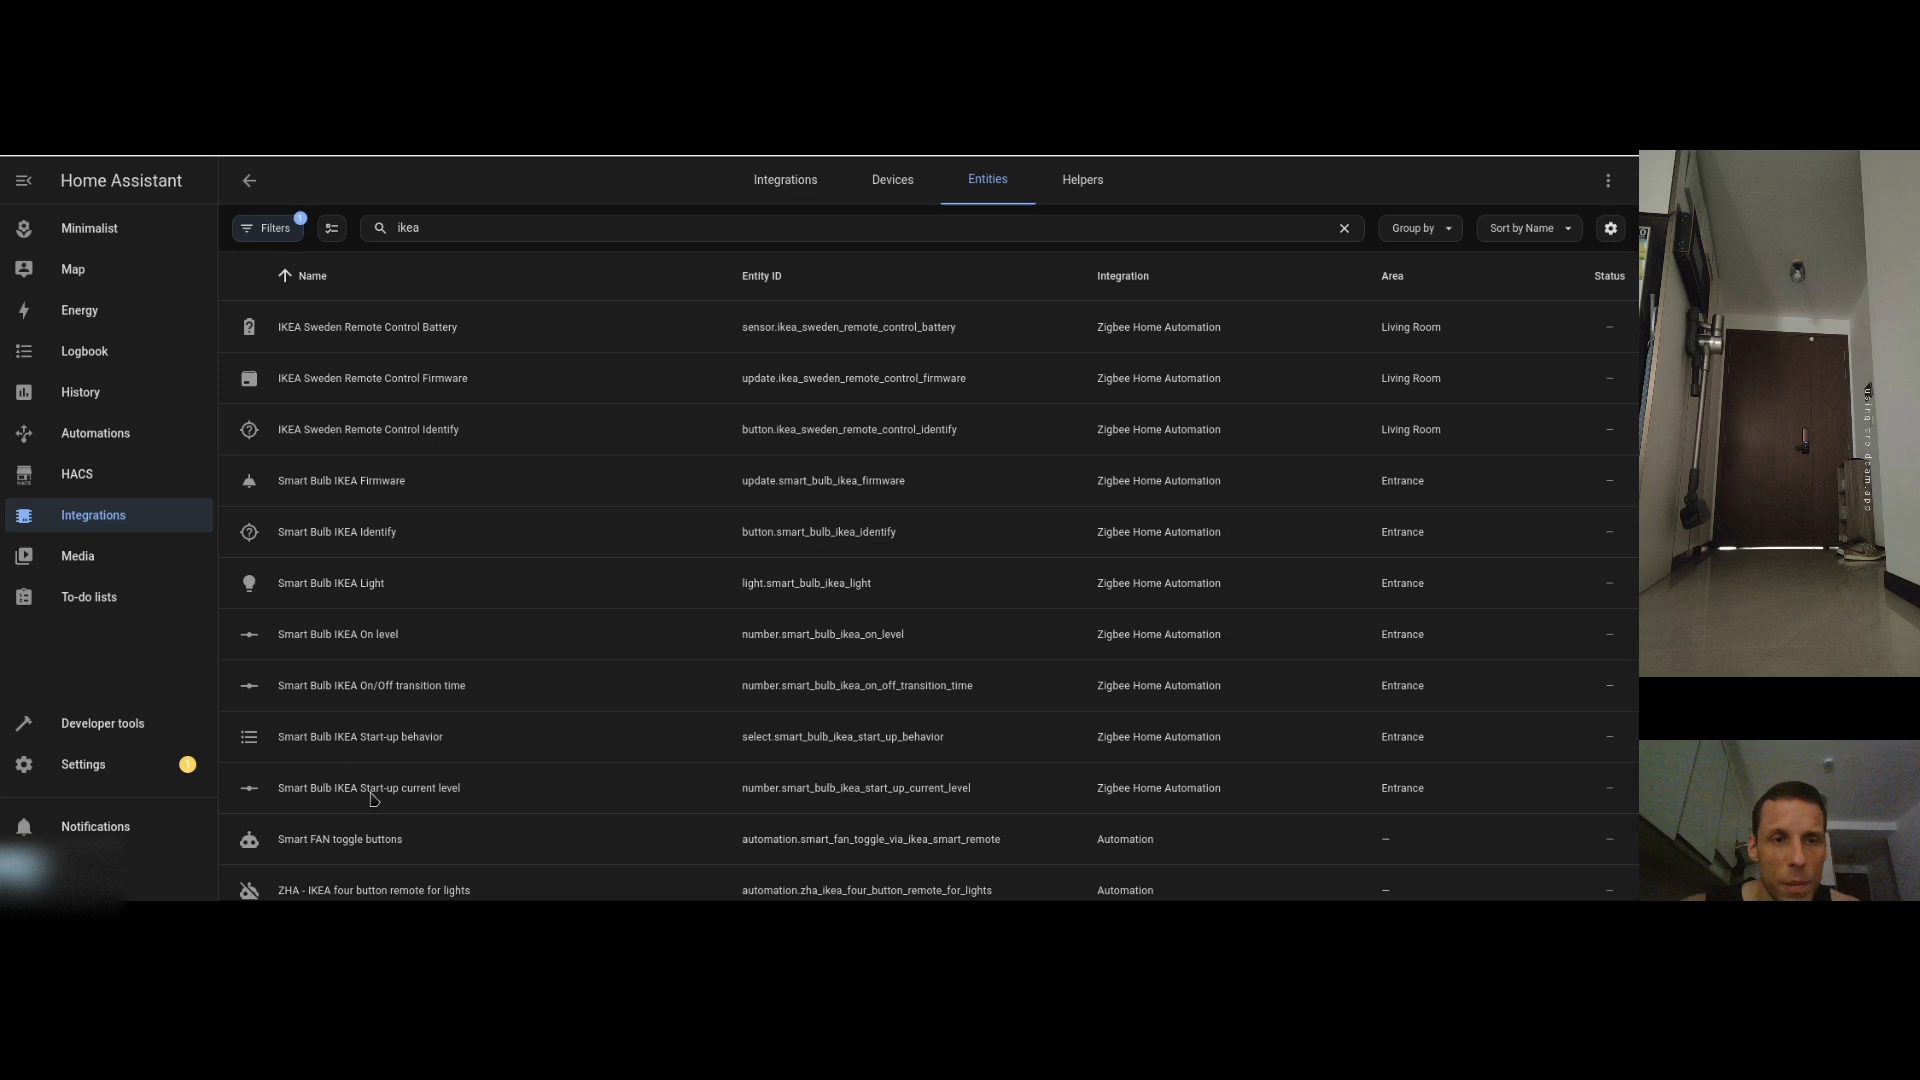 Home Assistant
Minimalist
Map
Energy
Logbook
History
Automations
HACS
HACS
Integrations
Media
To-do lists
Developer tools
Settings 1
Notifications
Integrations Devices Entities Helpers
Filters 1 ikea Group by Sort by Name
Name Entity ID Integration Area Status
IKEA Sweden Remote Control Battery sensor.ikea_sweden_remote_control_battery Zigbee Home Automation Living Room —
IKEA Sweden Remote Control Firmware update.ikea_sweden_remote_control_firmware Zigbee Home Automation Living Room —
IKEA Sweden Remote Control Identify button.ikea_sweden_remote_control_identify Zigbee Home Automation Living Room —
Smart Bulb IKEA Firmware update.smart_bulb_ikea_firmware Zigbee Home Automation Entrance —
Smart Bulb IKEA Identify button.smart_bulb_ikea_identify Zigbee Home Automation Entrance —
Smart Bulb IKEA Light light.smart_bulb_ikea_light Zigbee Home Automation Entrance —
Smart Bulb IKEA On level number.smart_bulb_ikea_on_level Zigbee Home Automation Entrance —
Smart Bulb IKEA On/Off transition time number.smart_bulb_ikea_on_off_transition_time Zigbee Home Automation Entrance —
Smart Bulb IKEA Start-up behavior select.smart_bulb_ikea_start_up_behavior Zigbee Home Automation Entrance —
Smart Bulb IKEA Start-up current level number.smart_bulb_ikea_start_up_current_level Zigbee Home Automation Entrance —
Smart FAN toggle buttons automation.smart_fan_toggle_via_ikea_smart_remote Automation — —
ZHA - IKEA four button remote for lights automation.zha_ikea_four_button_remote_for_lights Automation — —
using